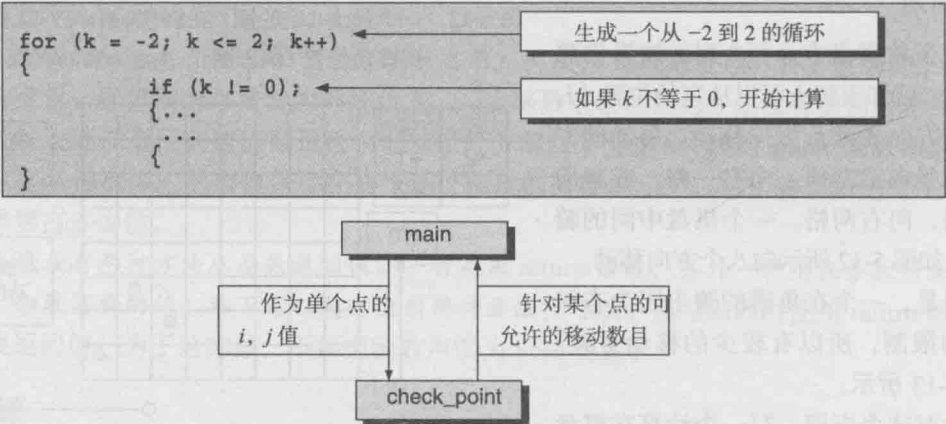 for (k = -2; k <= 2; k++)
生成一个从 -2 到 2 的循环
{
if (k != 0);
如果 k 不等于 0，开始计算
{...
{
}
main
作为单个点的
i，j 值
针对某个点的可
允许的移动数目
check_point